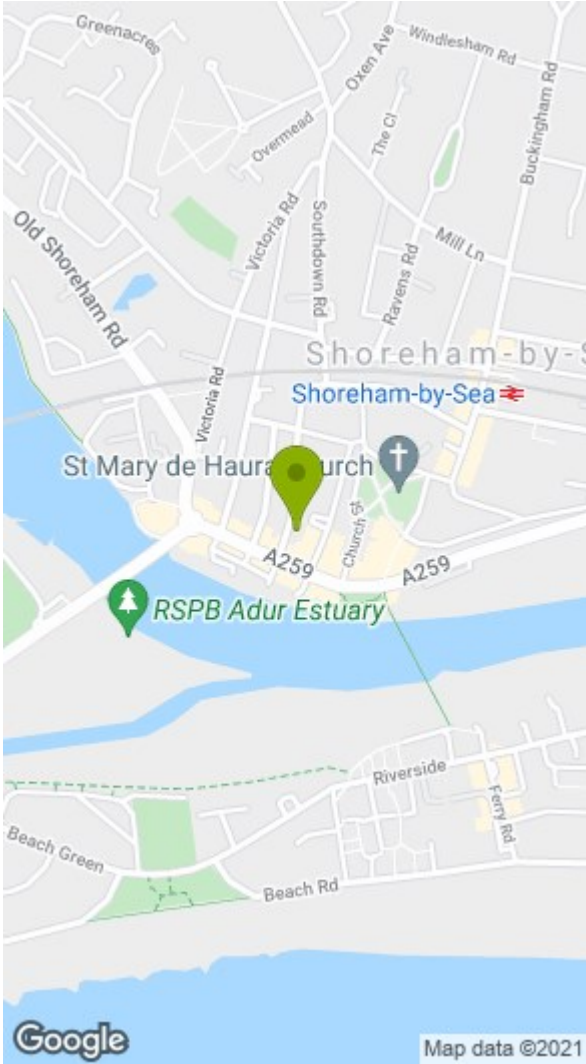 Greenacres
Oxen Ave
Windlesham Rd
Buckingham Rd
Overmead
The Cl
Mill Ln
Southdown Rd
Victoria Rd
Ravens Rd
Old Shoreham Rd
Shoreham-by-S
Victoria Rd
Shoreham-by-Sea
St Mary de Haura urch
Church St
A259
A259
RSPB Adur Estuary
Riverside
Ferry Rd
Beach Green
Beach Rd
Google
Map data ©2021